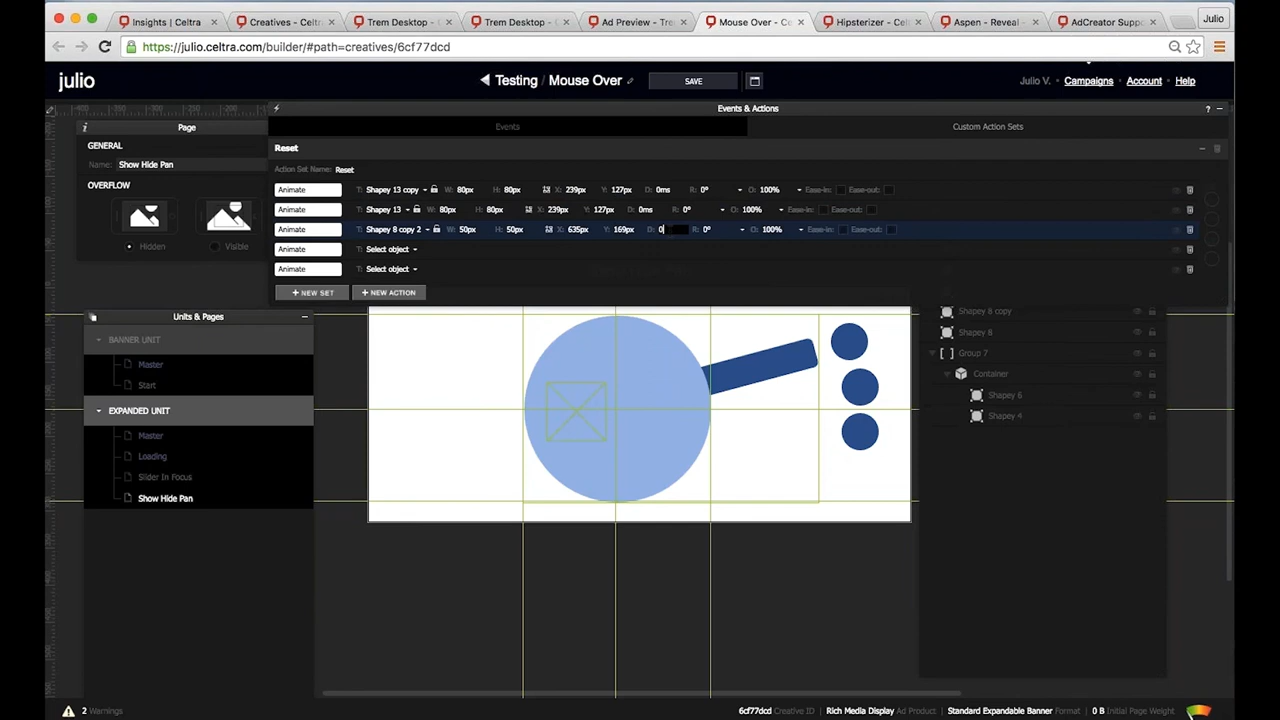 Insights | Celtra
Creatives - Celtra
Trem Desktop -
Trem Desktop - C
Ad Preview - Tre
Mouse Over - Ce
Hipsterizer - Cel
Aspen - Reveal -
AdCreator Suppo
Julio
https://julio.celtra.com/builder/#path=creatives/6cf77dcd
julio
Testing / Mouse Over
SAVE
Julio V. • Campaigns • Account • Help
-400 -350 -300 -250 -200
Events & Actions
?
i Page
Events
Custom Action Sets
GENERAL
Name: Show Hide Pan
OVERFLOW
Hidden
Visible
Reset
Action Set Name: Reset
Animate T: Shapey 13 copy W: 80px H: 80px X: 239px Y: 127px D: 0ms R: 0° O: 100% Ease-in: Ease-out:
Animate T: Shapey 13 W: 80px H: 80px X: 239px Y: 127px D: 0ms R: 0° O: 100% Ease-in: Ease-out:
Animate T: Shapey 8 copy 2 W: 50px H: 50px X: 635px Y: 169px D: 0 R: 0° O: 100% Ease-in: Ease-out:
Animate T: Select object
Animate T: Select object
+ NEW SET
+ NEW ACTION
Units & Pages
BANNER UNIT
Master
Start
EXPANDED UNIT
Master
Loading
Slider In Focus
Show Hide Pan
Shapey 8 copy
Shapey 8
Group 7
Container
Shapey 6
Shapey 4
2 Warnings
6cf77dcd Creative ID
Rich Media Display Ad Product
Standard Expandable Banner Format
0 B Initial Page Weight